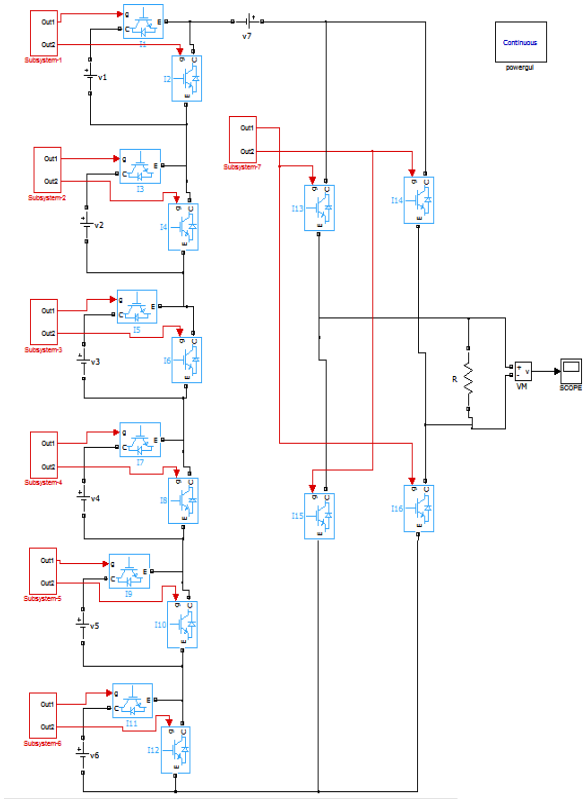 Out1
Out2
Subsystem-1
g
C
E
I1
v1
g
C
E
I2
v7
Continuous
powergui
Out1
Out2
Subsystem-2
g
C
E
I3
v2
g
C
E
I4
Out1
Out2
Subsystem-7
g
C
E
I13
g
C
E
I14
Out1
Out2
Subsystem-3
g
C
E
I5
v3
g
C
E
I6
R
+
-
v
VM
SCOPE
Out1
Out2
Subsystem-4
g
C
E
I7
v4
g
C
E
I8
g
C
E
I15
g
C
E
I16
Out1
Out2
Subsystem-5
g
C
E
I9
v5
g
C
E
I10
Out1
Out2
Subsystem-6
g
C
E
I11
v6
g
C
E
I12